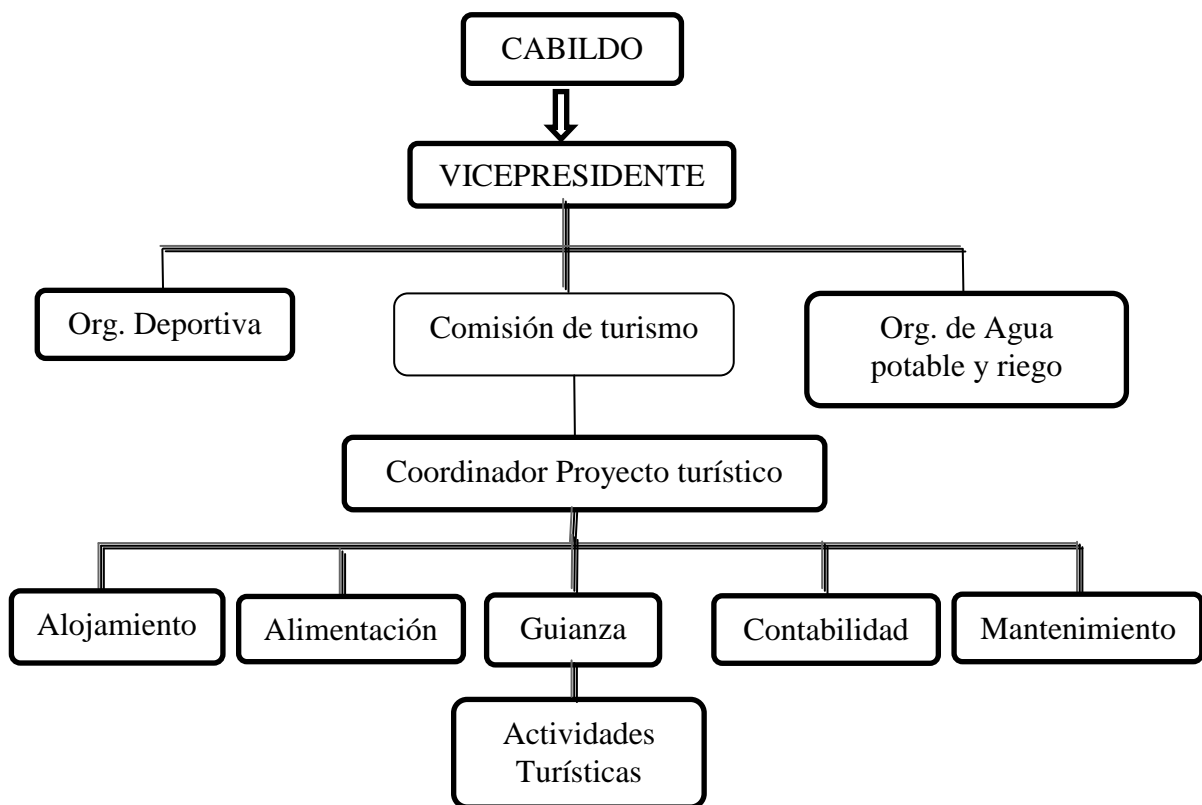 CABILDO
VICEPRESIDENTE
Org. Deportiva
Comisión de turismo
Org. de Agua
potable y riego
Coordinador Proyecto turístico
Alojamiento
Alimentación
Guianza
Contabilidad
Mantenimiento
Actividades
Turísticas